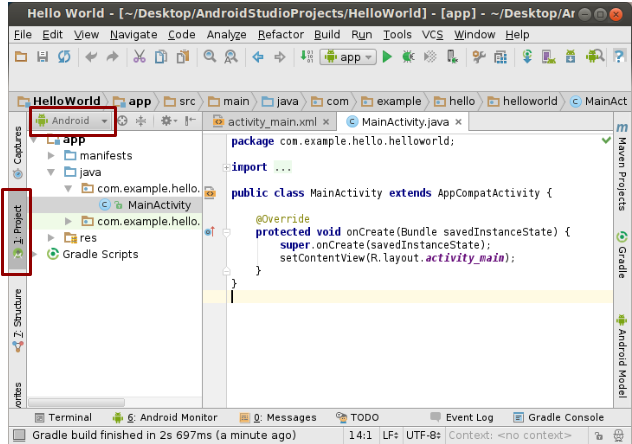 Hello World - [~/Desktop/AndroidStudioProjects/HelloWorld] - [app] - ~/Desktop/Ar
File Edit View Navigate Code Analyze Refactor Build Run Tools VCS Window Help
app
HelloWorld app src main java com example hello helloworld MainAct
Android
activity_main.xml × MainActivity.java ×
Captures
1: Project
7: Structure
app
manifests
java
com.example.hello.
MainActivity
com.example.hello.
res
Gradle Scripts
package com.example.hello.helloworld;
import ...
public class MainActivity extends AppCompatActivity {
@Override
protected void onCreate(Bundle savedInstanceState) {
super.onCreate(savedInstanceState);
setContentView(R.layout.activity_main);
}
}
Maven Projects
Gradle
Android Model
Terminal 6: Android Monitor 0: Messages TODO Event Log Gradle Console
Gradle build finished in 2s 697ms (a minute ago) 14:1 LF÷ UTF-8÷ Context: <no context>